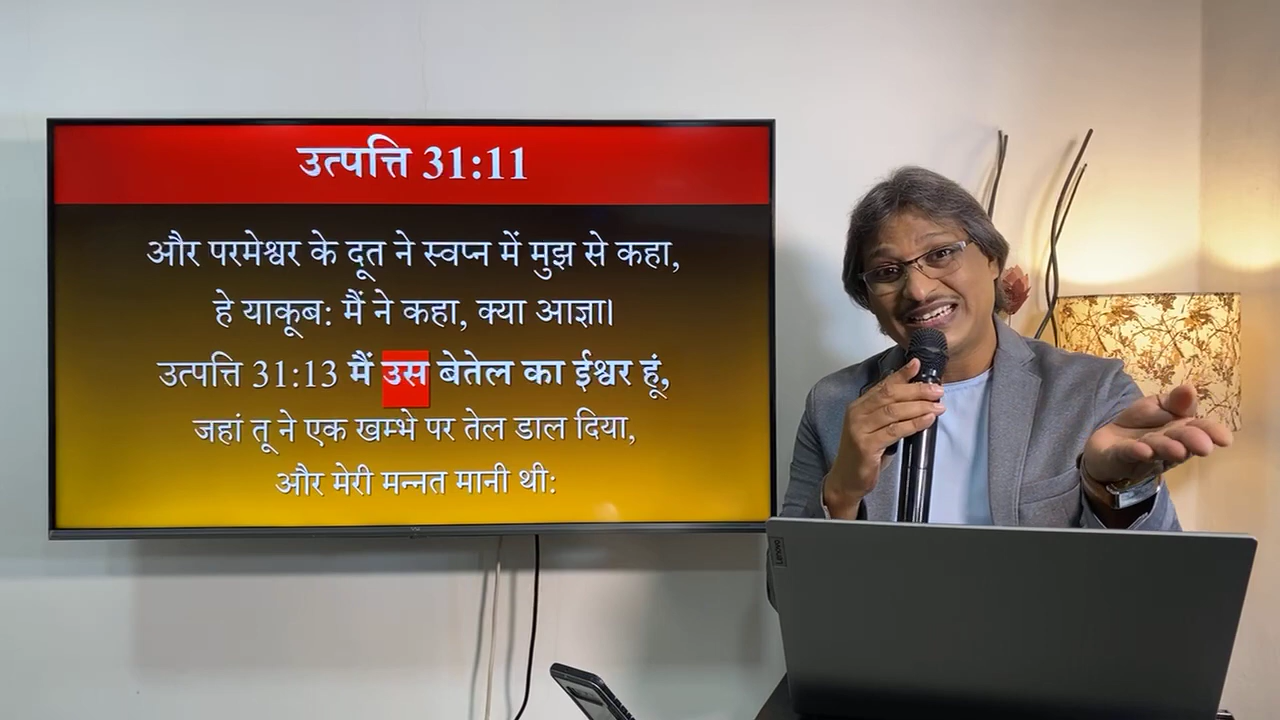 उत्पत्ति 31:11
और परमेश्वर के दूत ने स्वप्न में मुझ से कहा,
हे याकूब: मैं ने कहा, क्या आज्ञा।
उत्पत्ति 31:13 मैं उस बेतेल का ईश्वर हूं,
जहां तू ने एक खम्भे पर तेल डाल दिया,
और मेरी मन्नत मानी थी:
Lenovo